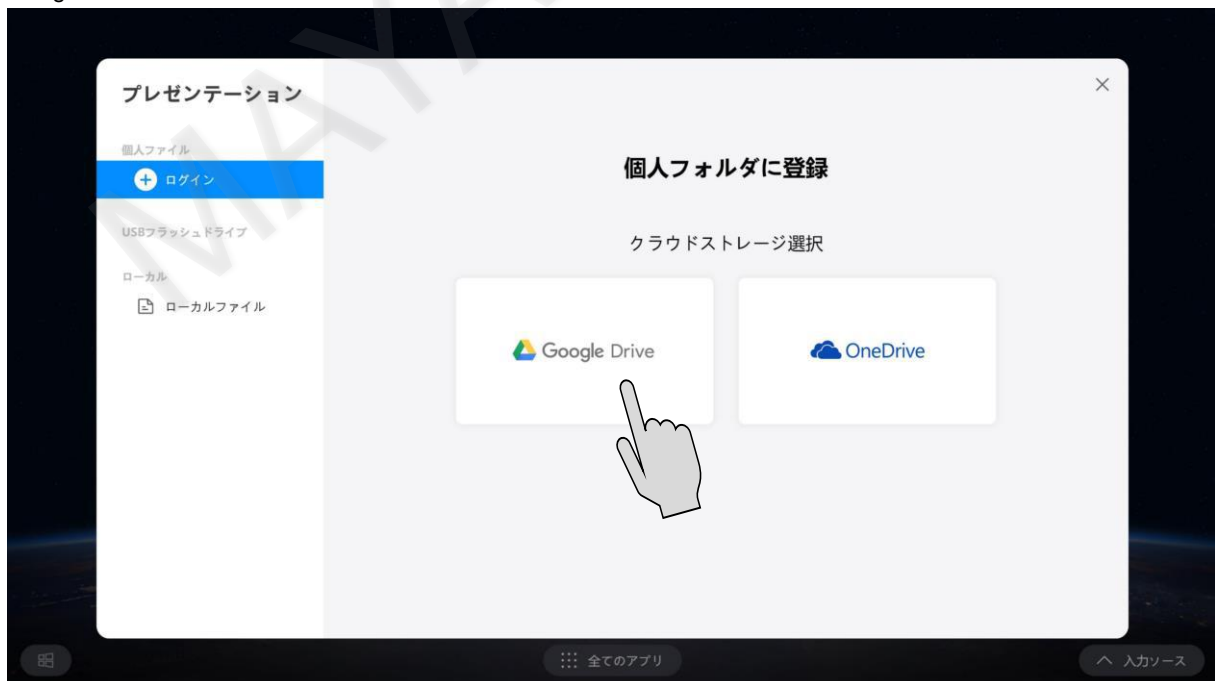 プレゼンテーション
個人ファイル
ログイン
USBフラッシュドライブ
ローカル
ローカルファイル
個人フォルダに登録
クラウドストレージ選択
Google Drive
OneDrive
全てのアプリ
入力ソース